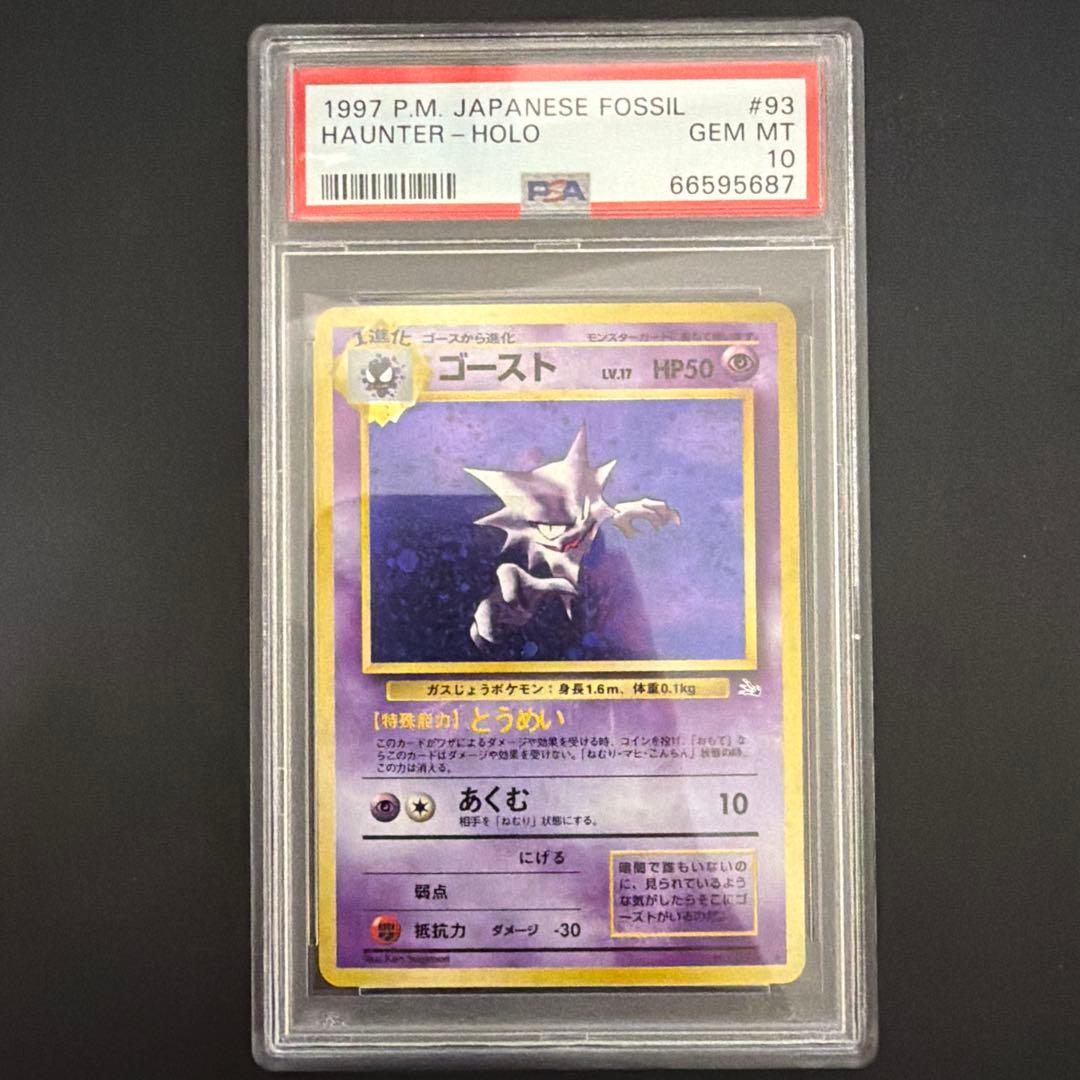 1997 P.M. JAPANESE FOSSIL #93
HAUNTER - HOLO GEM MT
10
PSA 66595687
1進化 ゴースから進化
ゴースト LV.17 HP50
ガスじょうポケモン:身長1.6m、体重0.1kg
【特殊能力】とうめい
このカードがワザによるダメージや効果を受ける時、コインを投げ、「おもて」な
らこのカードはダメージや効果を受けない。「ねむり・マヒ・こんらん」状態の時、
この力は消える。
あくむ 10
相手を「ねむり」状態にする。
にげる
弱点
抵抗力 ダメージ -30
暗闇で誰もいないの
に、見られているよう
な気がしたらそこにゴ
ーストがいるのだ。
Illus. Ken Sugimori